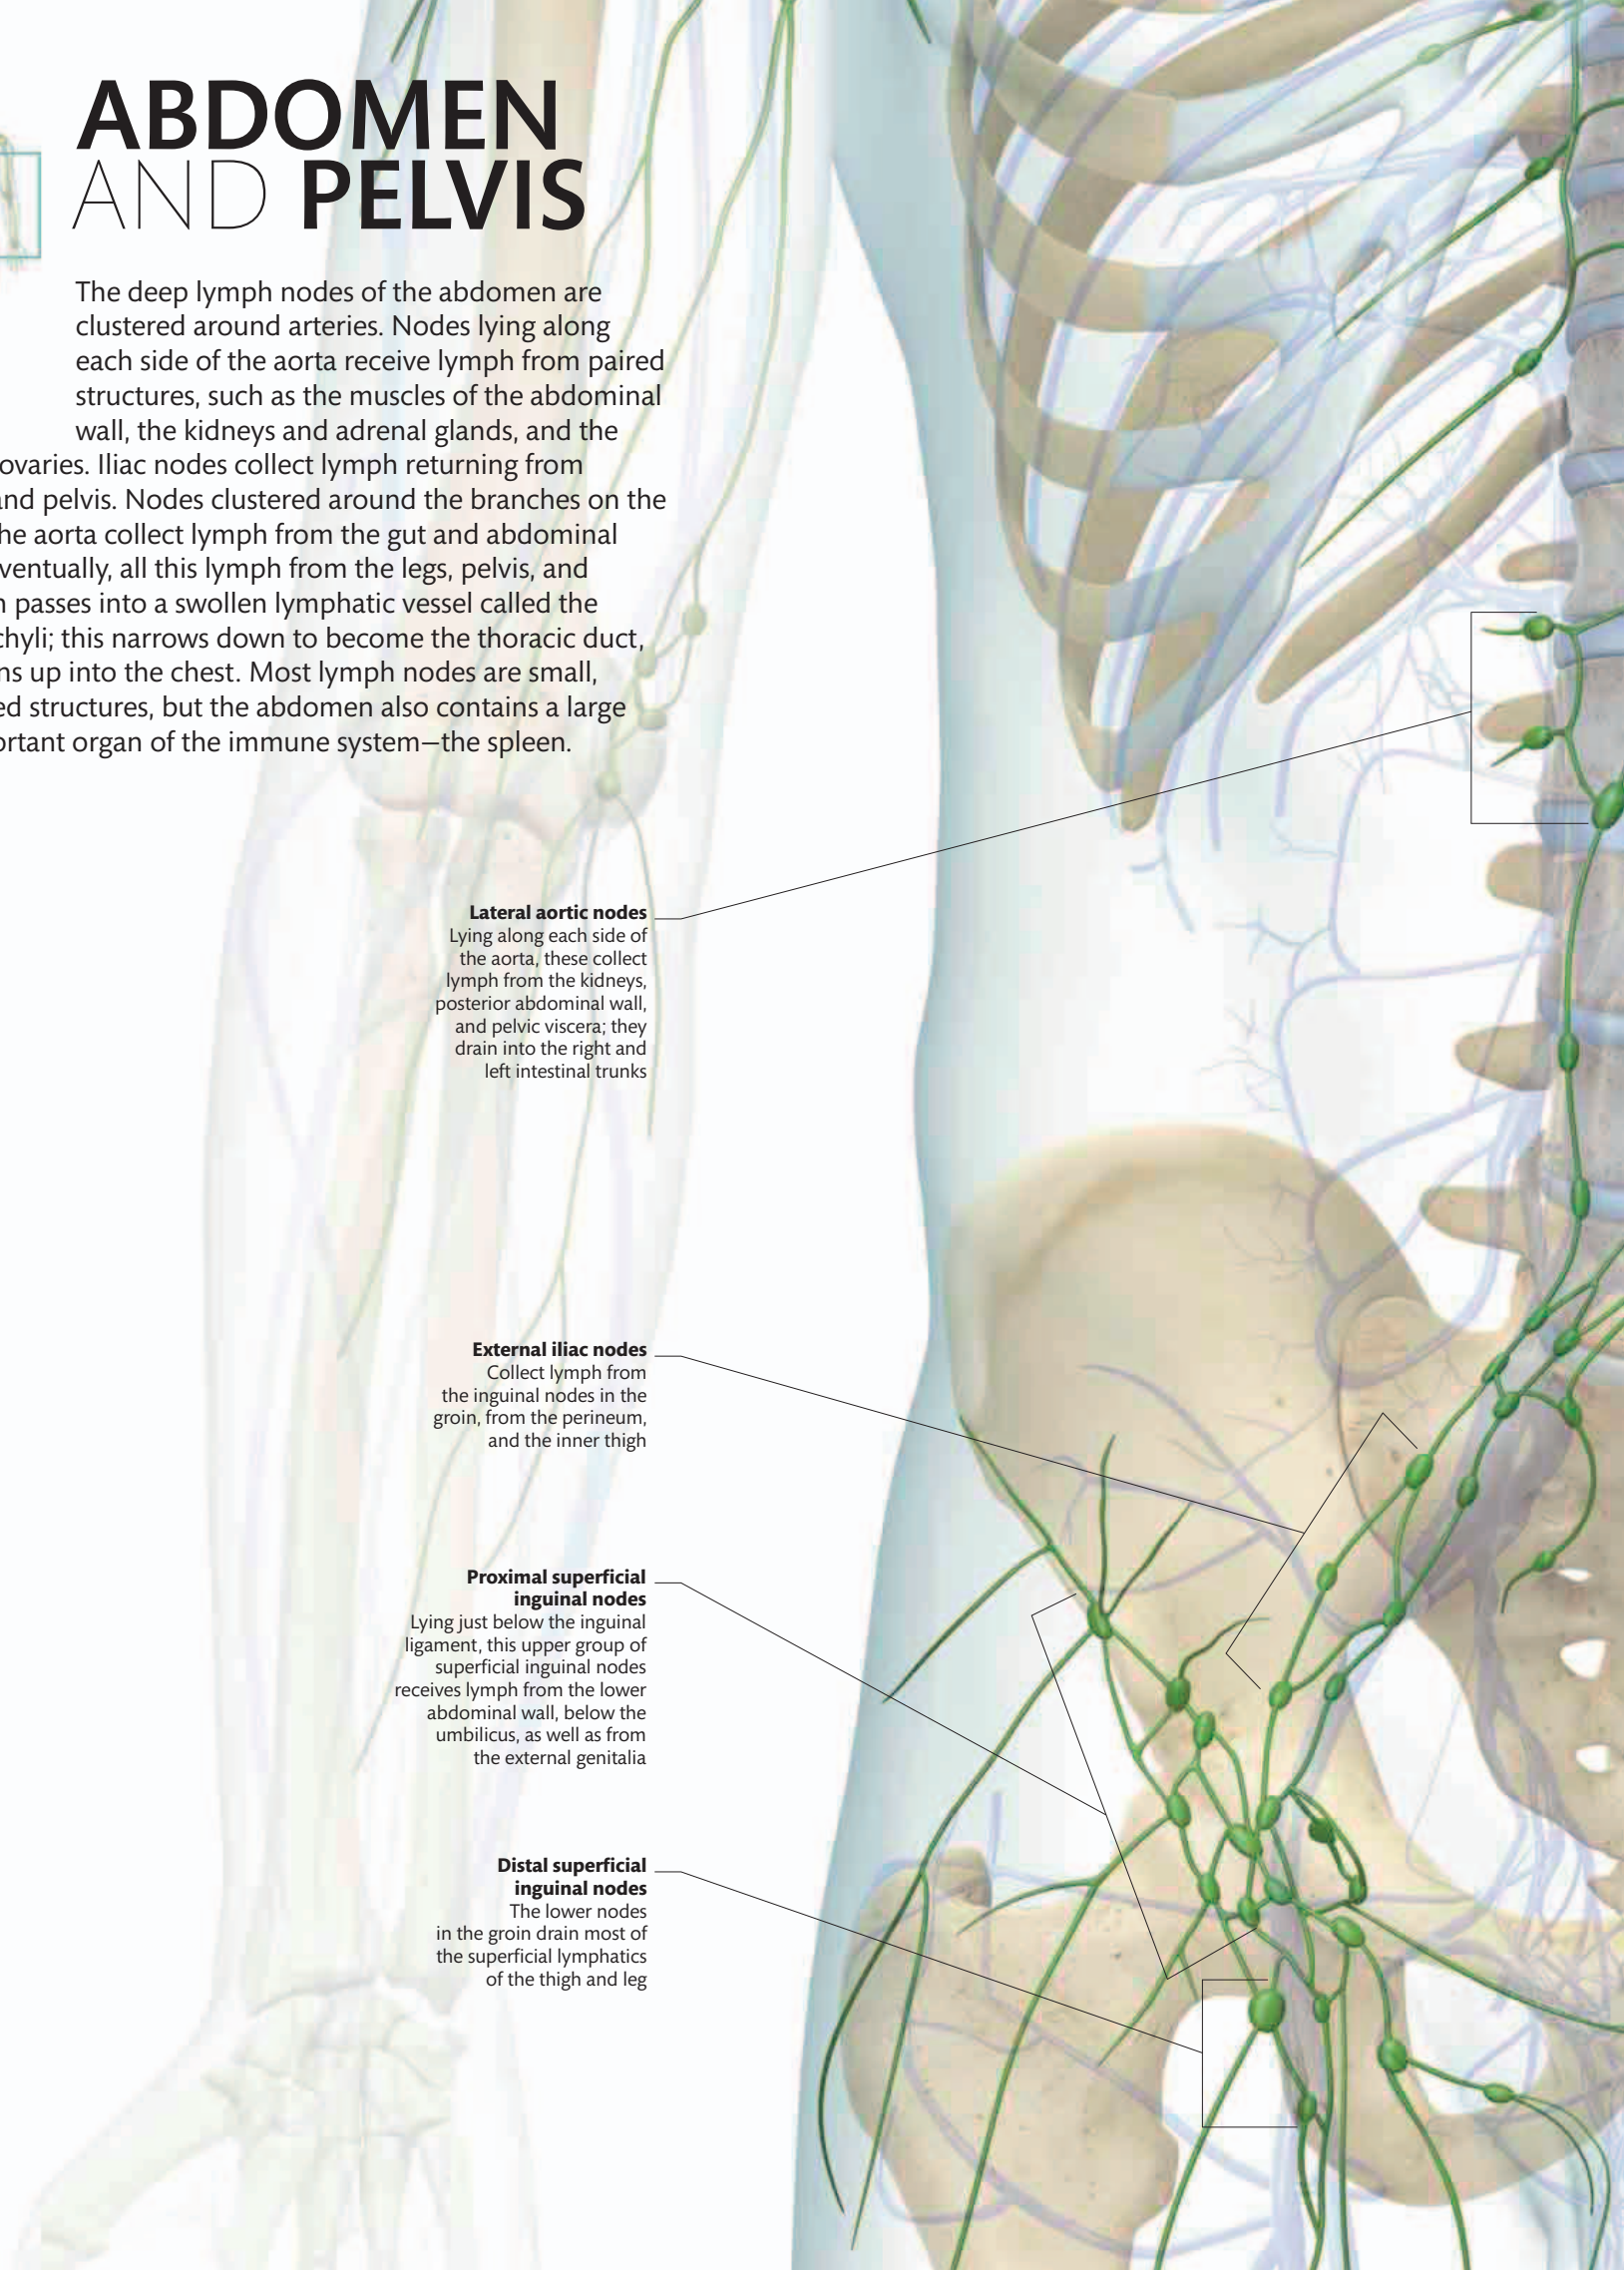 ABDOMEN
AND PELVIS
The deep lymph nodes of the abdomen are
clustered around arteries. Nodes lying along
each side of the aorta receive lymph from paired
structures, such as the muscles of the abdominal
wall, the kidneys and adrenal glands, and the
ovaries. Iliac nodes collect lymph returning from
and pelvis. Nodes clustered around the branches on the
he aorta collect lymph from the gut and abdominal
ventually, all this lymph from the legs, pelvis, and
passes into a swollen lymphatic vessel called the
chyli; this narrows down to become the thoracic duct,
ns up into the chest. Most lymph nodes are small,
ed structures, but the abdomen also contains a large
ortant organ of the immune system—the spleen.
Lateral aortic nodes
Lying along each side of
the aorta, these collect
lymph from the kidneys,
posterior abdominal wall,
and pelvic viscera; they
drain into the right and
left intestinal trunks
External iliac nodes
Collect lymph from
the inguinal nodes in the
groin, from the perineum,
and the inner thigh
Proximal superficial
inguinal nodes
Lying just below the inguinal
ligament, this upper group of
superficial inguinal nodes
receives lymph from the lower
abdominal wall, below the
umbilicus, as well as from
the external genitalia
Distal superficial
inguinal nodes
The lower nodes
in the groin drain most of
the superficial lymphatics
of the thigh and leg